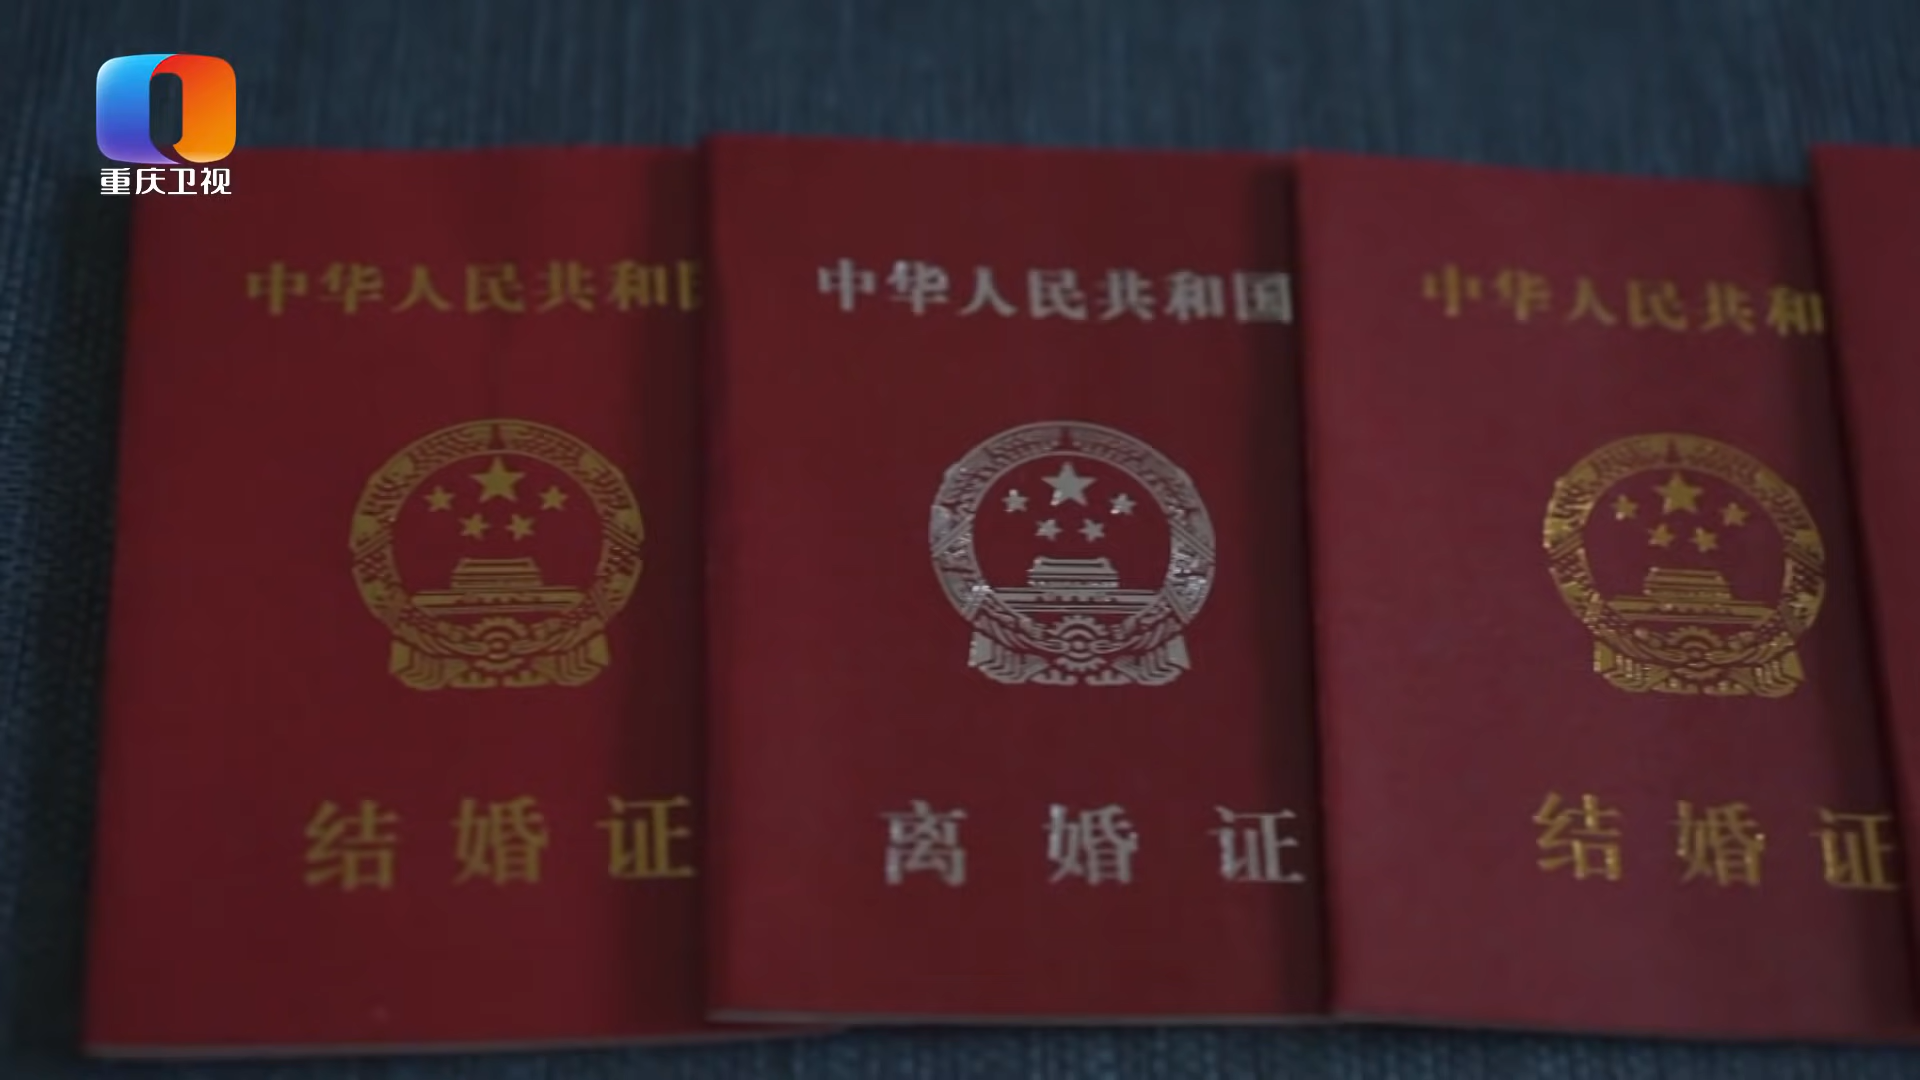 重庆卫视
中华人民共和
结婚证
中华人民共和国
离婚证
中华人民共和
结婚证